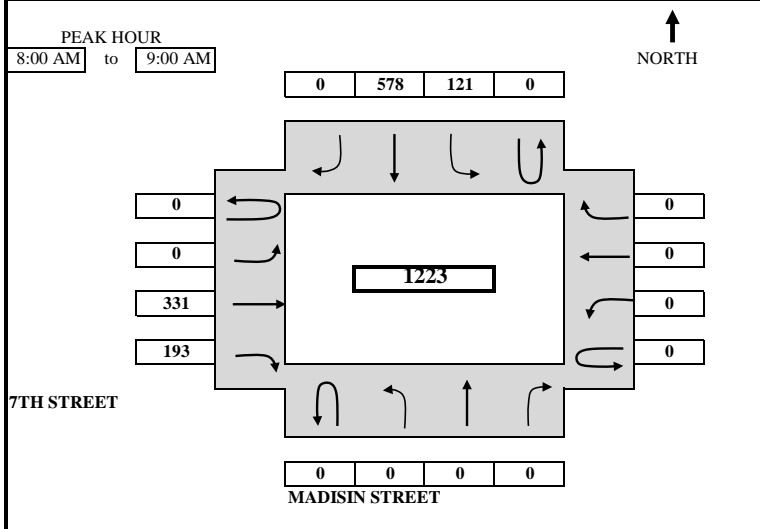 PEAK HOUR
8:00 AM to 9:00 AM
NORTH
0 578 121 0
0 0
0 0
1223
331 0
193 0
7TH STREET
0 0 0 0
MADISIN STREET